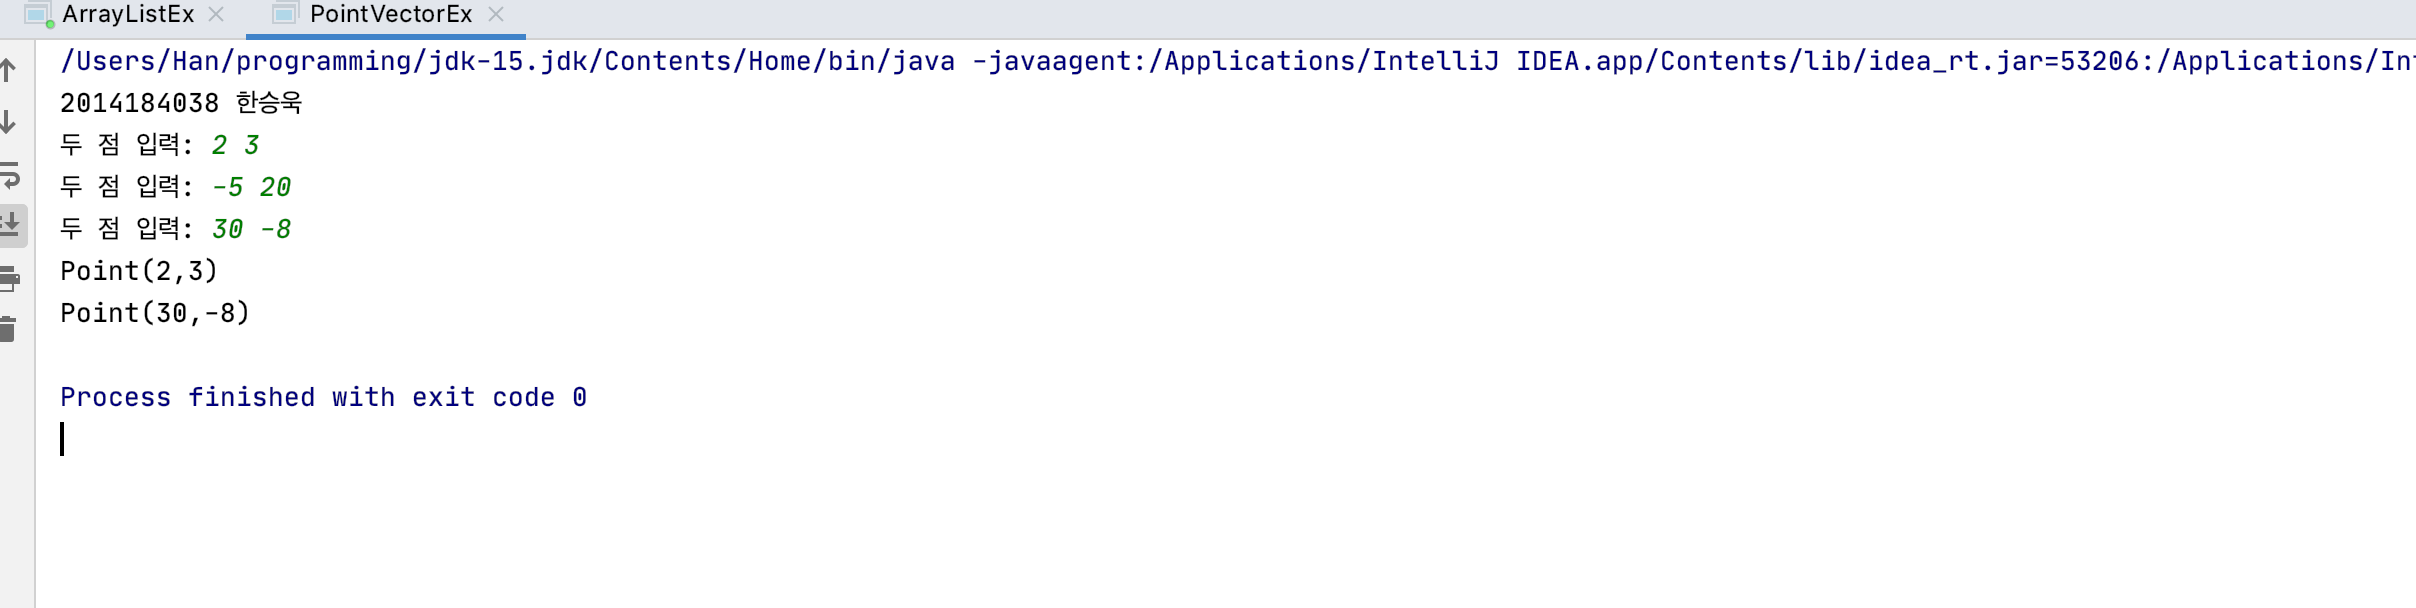 ArrayListEx
PointVectorEx
/Users/Han/programming/jdk-15.jdk/Contents/Home/bin/java -javaagent:/Applications/IntelliJ IDEA.app/Contents/lib/idea_rt.jar=53206:/Applications/Int
2014184038 한승욱
두 점 입력: 2 3
두 점 입력: -5 20
두 점 입력: 30 -8
Point(2,3)
Point(30,-8)
Process finished with exit code 0